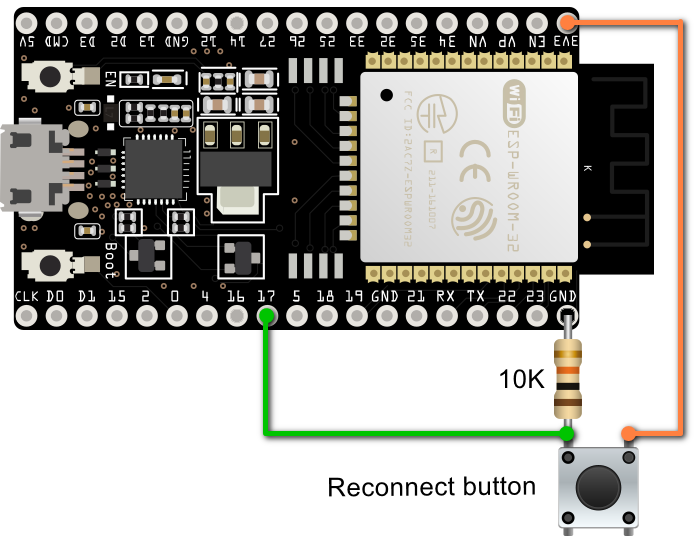 5V CMD D3 D2 13 GND 12 14 27 26 25 33 32 35 34 VN VP EN 3V3
EN
WiFi
ESP-WROOM-32
CE
R
FCC ID:2AC7Z-ESPWROOM32
K
Boot
CLK D0 D1 15 2 0 4 16 17 5 18 19 GND 21 RX TX 22 23 GND
10K
Reconnect button